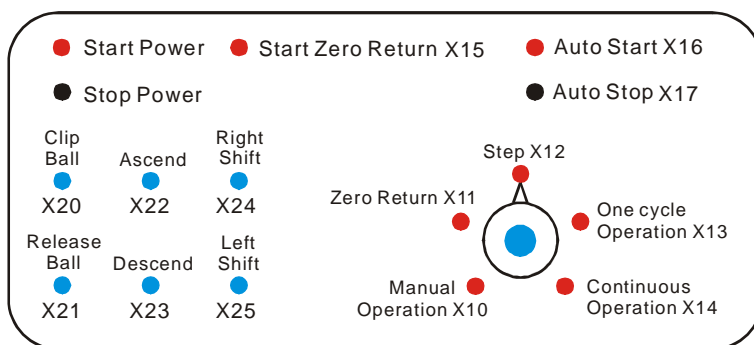 Start Power
Start Zero Return X15
Auto Start X16
Stop Power
Auto Stop X17
Clip
Ball
X20
Ascend
X22
Right
Shift
X24
Release
Ball
X21
Descend
X23
Left
Shift
X25
Step X12
Zero Return X11
One cycle
Operation X13
Manual
Operation X10
Continuous
Operation X14